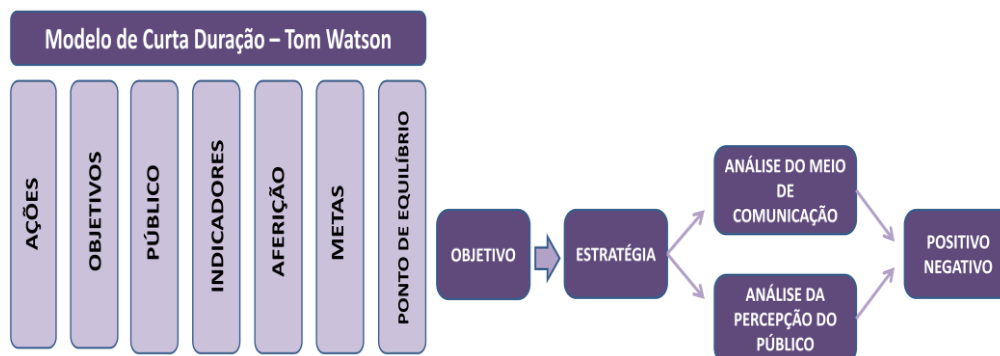 Modelo de Curta Duração – Tom Watson
AÇÕES
OBJETIVOS
PÚBLICO
INDICADORES
AFERIÇÃO
METAS
PONTO DE EQUILÍBRIO
OBJETIVO
ESTRATÉGIA
ANÁLISE DO MEIO
DE
COMUNICAÇÃO
ANÁLISE DA
PERCEPÇÃO DO
PÚBLICO
POSITIVO
NEGATIVO